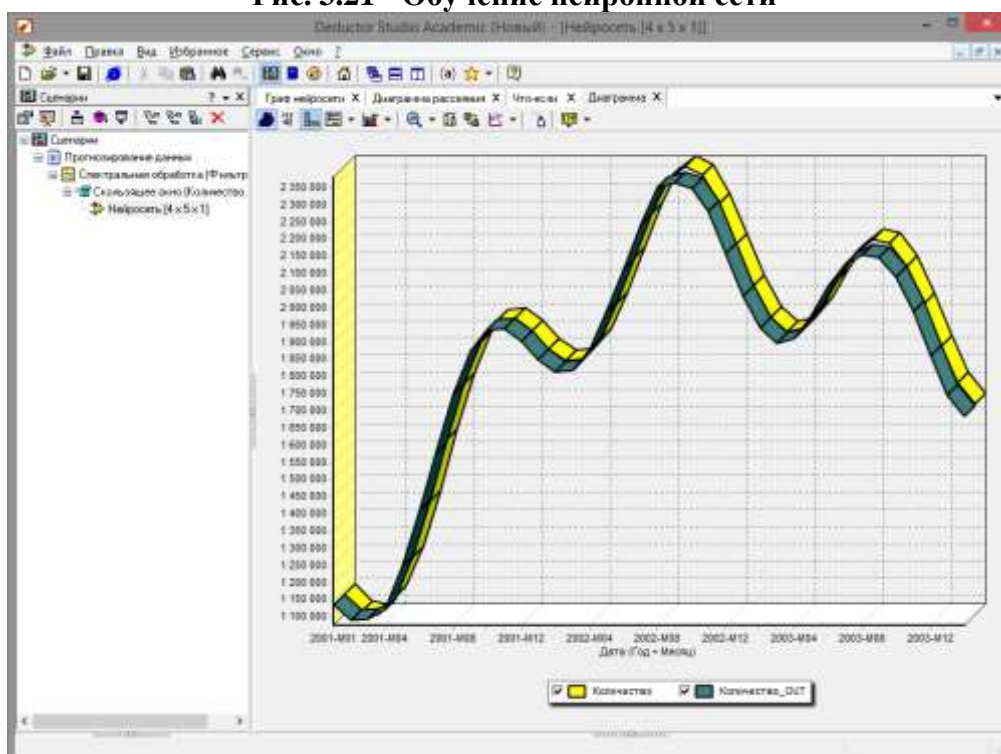 Рис. 3.21 - Обучение нейронной сети
Deductor Studio Academic (Новый) - [Нейросеть [4 x 5 x 1]]
Файл Правка Вид Избранное Сервис Окно ?
Сценарии
Граф нейросети X Диаграмма рассеяния X Что-если X Диаграмма X
Сценарии
Прогнозирование данных
Спектральная обработка (Фильтр
Скользящее окно (Количество
Нейросеть [4 x 5 x 1]
2 350 000
2 300 000
2 250 000
2 200 000
2 150 000
2 100 000
2 050 000
2 000 000
1 950 000
1 900 000
1 850 000
1 800 000
1 750 000
1 700 000
1 650 000
1 600 000
1 550 000
1 500 000
1 450 000
1 400 000
1 350 000
1 300 000
1 250 000
1 200 000
1 150 000
1 100 000
2001-M01 2001-M04 2001-M08 2001-M12 2002-M04 2002-M08 2002-M12 2003-M04 2003-M08 2003-M12
Дата (Год + Месяц)
Количество Количество_OUT